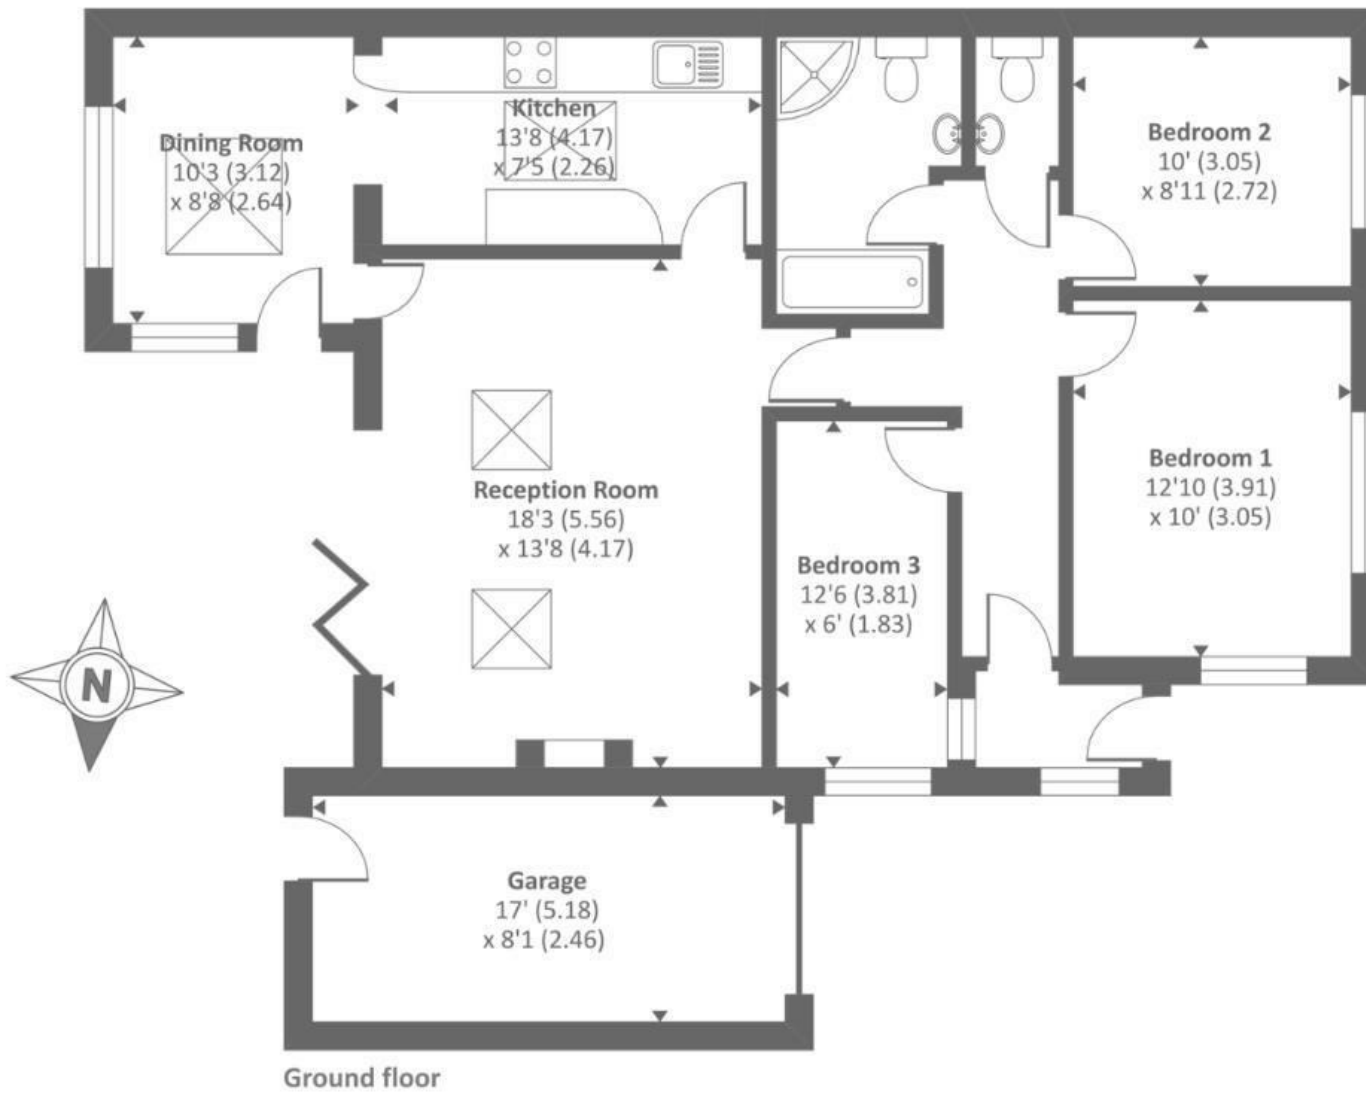 Dining Room
10'3 (3.12)
x 8'8 (2.64)
Kitchen
13'8 (4.17)
x 7'5 (2.26)
Bedroom 2
10' (3.05)
x 8'11 (2.72)
Reception Room
18'3 (5.56)
x 13'8 (4.17)
Bedroom 1
12'10 (3.91)
x 10' (3.05)
Bedroom 3
12'6 (3.81)
x 6' (1.83)
N
Garage
17' (5.18)
x 8'1 (2.46)
Ground floor